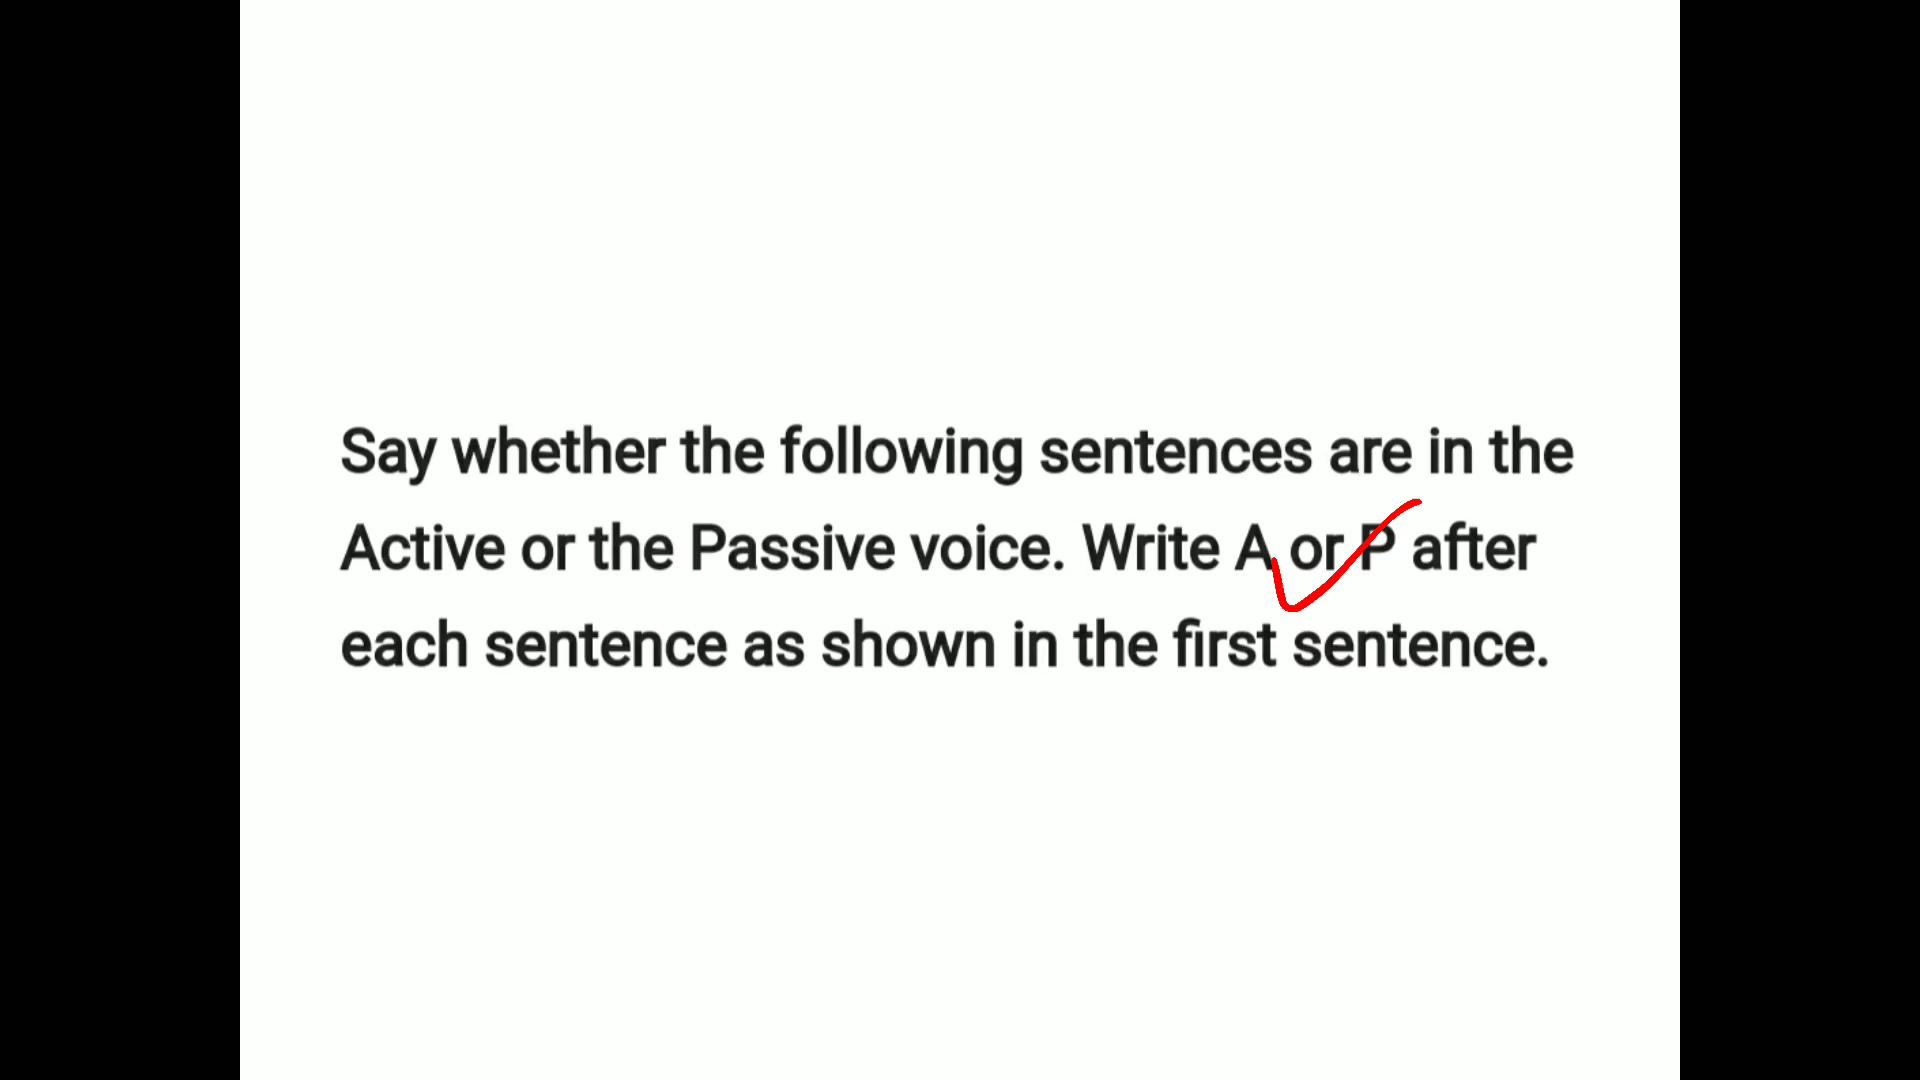 Say whether the following sentences are in the
Active or the Passive voice. Write A or P after
each sentence as shown in the first sentence.